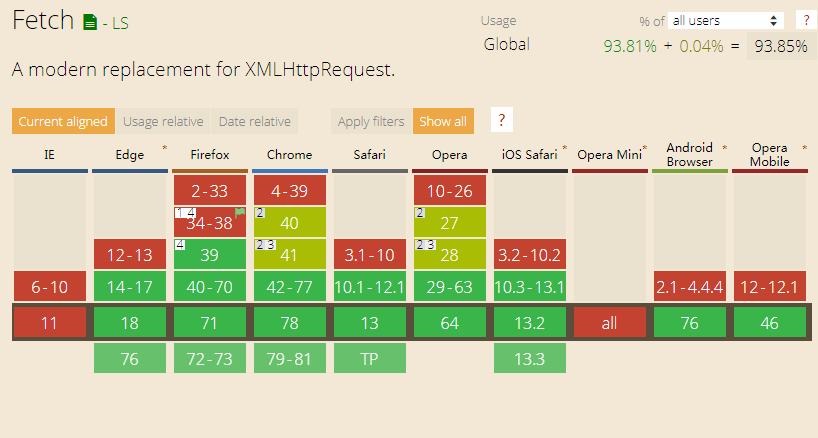 Fetch - LS
Usage % of all users ?
Global 93.81% + 0.04% = 93.85%
A modern replacement for XMLHttpRequest.
Current aligned Usage relative Date relative Apply filters Show all ?
IE Edge * Firefox Chrome Safari Opera iOS Safari * Opera Mini * Android Browser * Opera Mobile *
2-33 4-39 10-26
1 4 34-38 2 40 2 27
4 39 2 3 41 2 3 28
12-13 3.1-10 3.2-10.2
6-10 14-17 40-70 42-77 10.1-12.1 29-63 10.3-13.1 2.1-4.4.4 12-12.1
11 18 71 78 13 64 13.2 all 76 46
76 72-73 79-81 TP 13.3